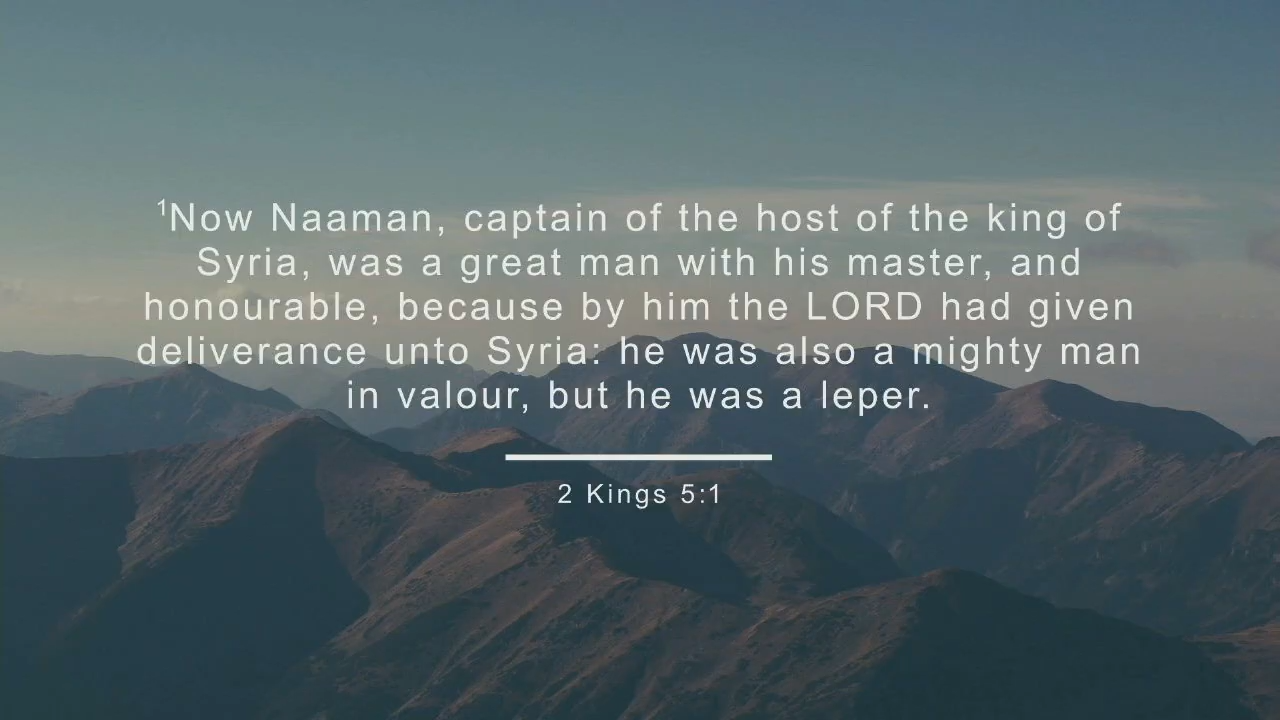 ¹Now Naaman, captain of the host of the king of
Syria, was a great man with his master, and
honourable, because by him the LORD had given
deliverance unto Syria: he was also a mighty man
in valour, but he was a leper.
2 Kings 5:1